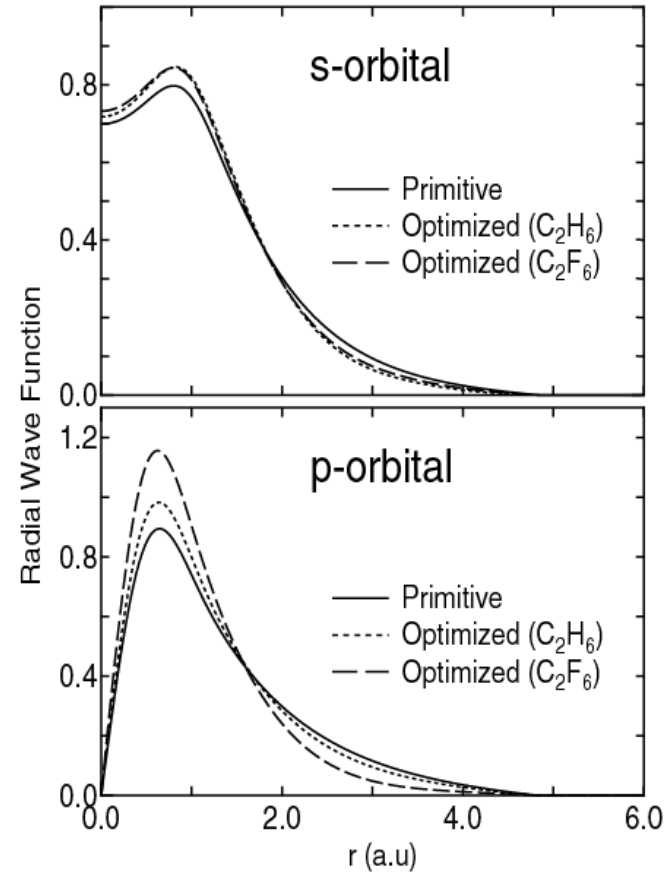 s-orbital
0.8
Primitive
Optimized (C₂H₆)
Optimized (C₂F₆)
0.4
0.0
Radial Wave Function
p-orbital
1.2
0.8
Primitive
Optimized (C₂H₆)
Optimized (C₂F₆)
0.4
0.0
0.0 2.0 4.0 6.0
r (a.u)